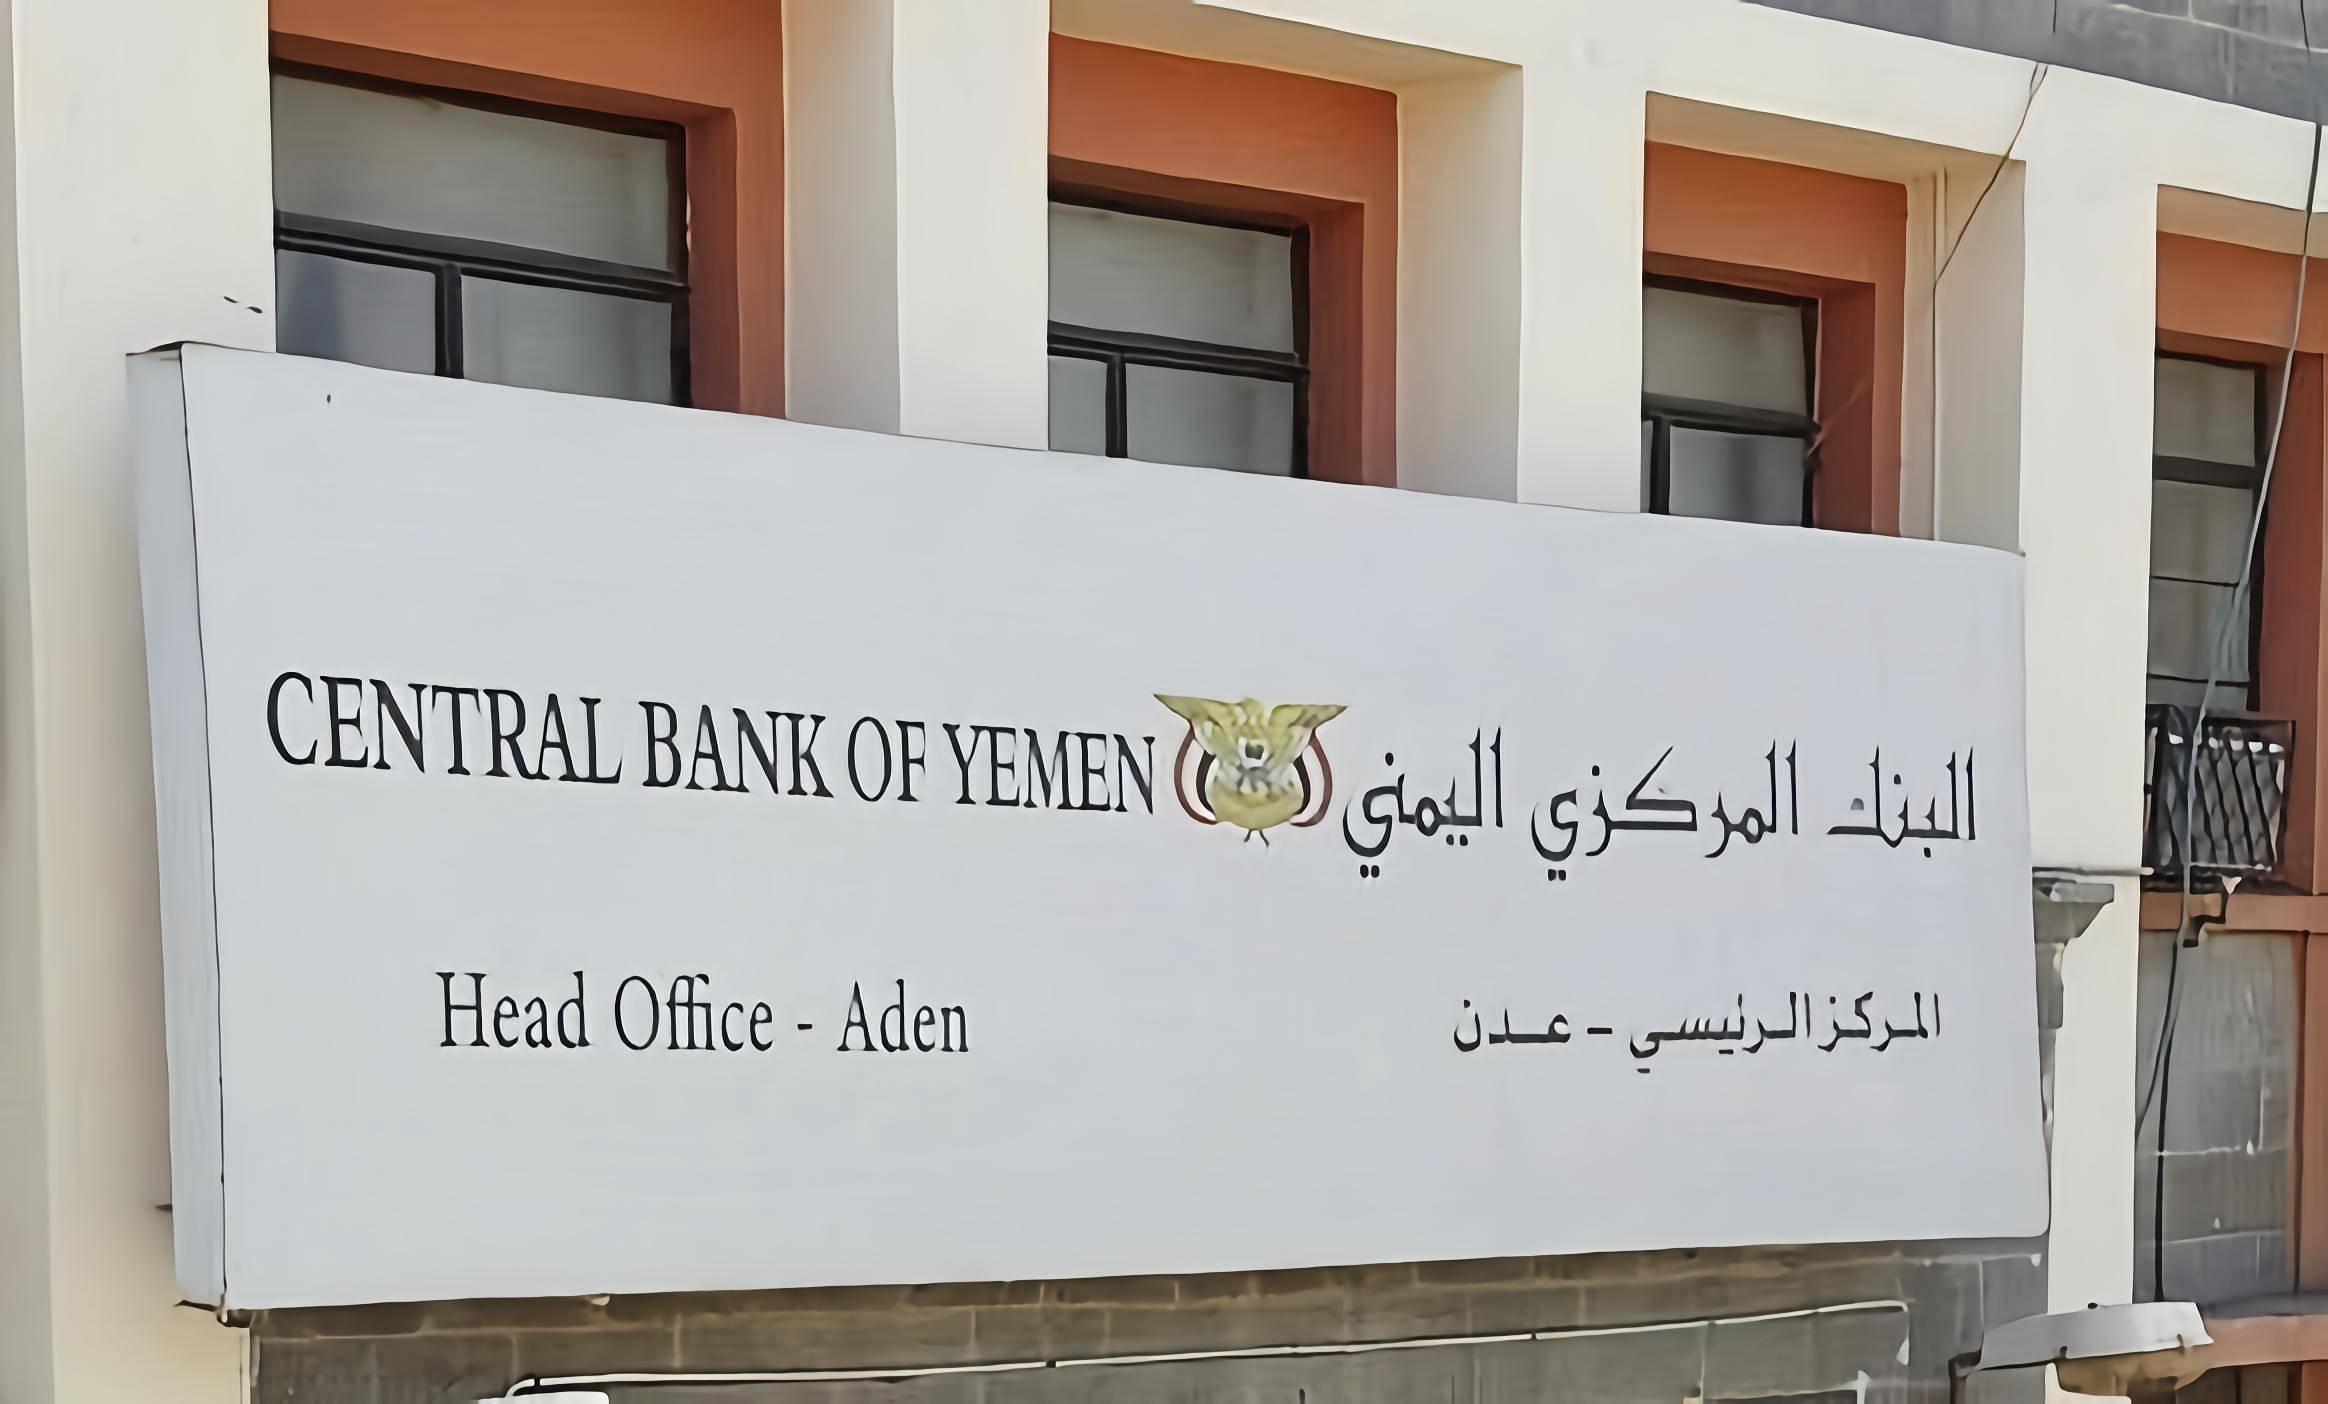 CENTRAL BANK OF YEMEN
البنك المركزي اليمني
Head Office - Aden
المركز الرئيسي - عدن